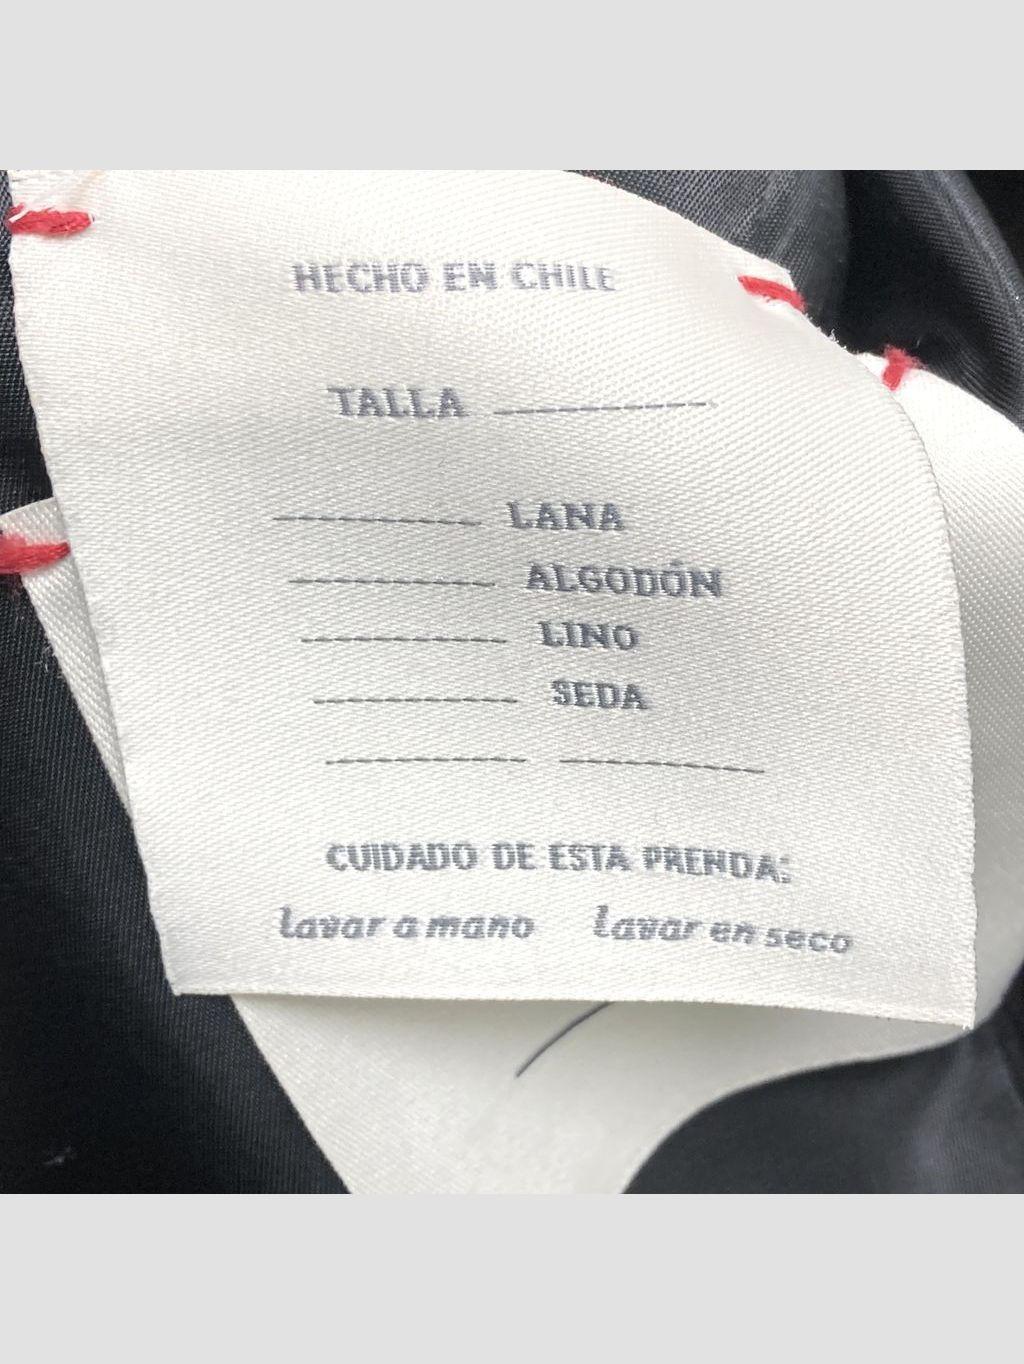 HECHO EN CHILE
TALLA
LANA
ALGODÓN
LINO
SEDA
CUIDADO DE ESTA PRENDA:
lavar a mano lavar en seco